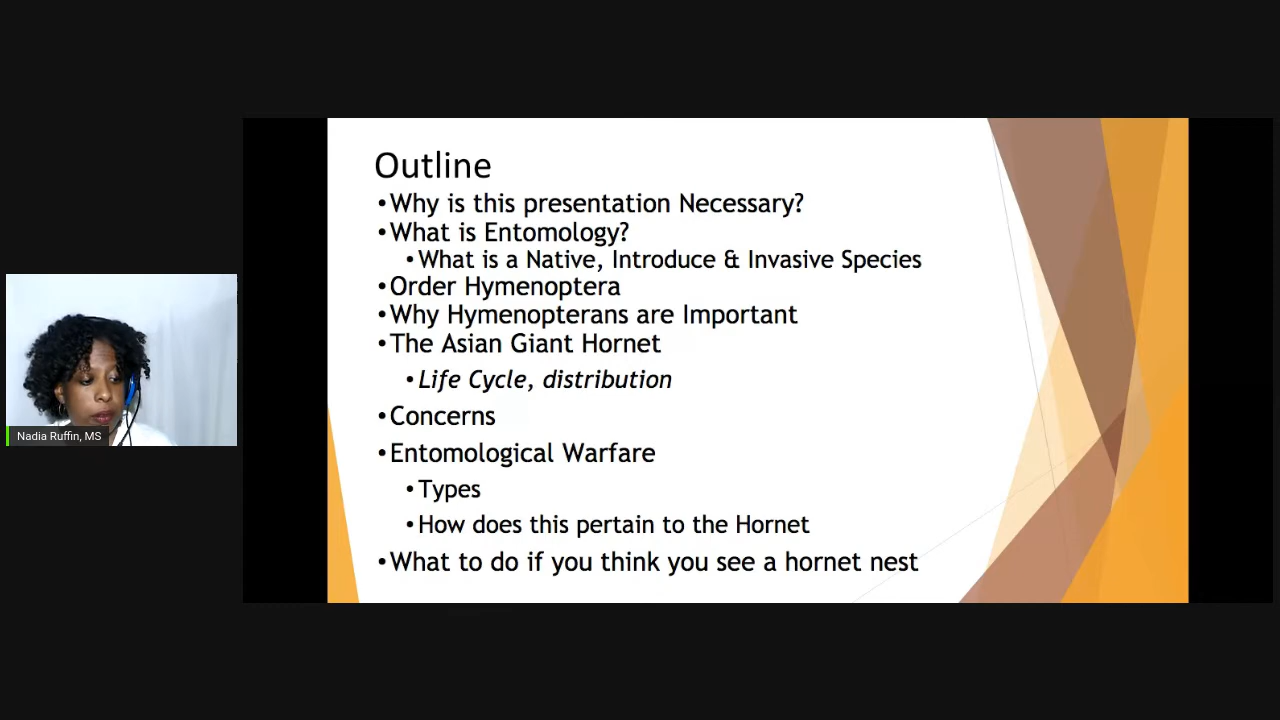 Outline
•Why is this presentation Necessary?
•What is Entomology?
•What is a Native, Introduce & Invasive Species
•Order Hymenoptera
•Why Hymenopterans are Important
•The Asian Giant Hornet
•Life Cycle, distribution
•Concerns
•Entomological Warfare
•Types
•How does this pertain to the Hornet
•What to do if you think you see a hornet nest
Nadia Ruffin, MS